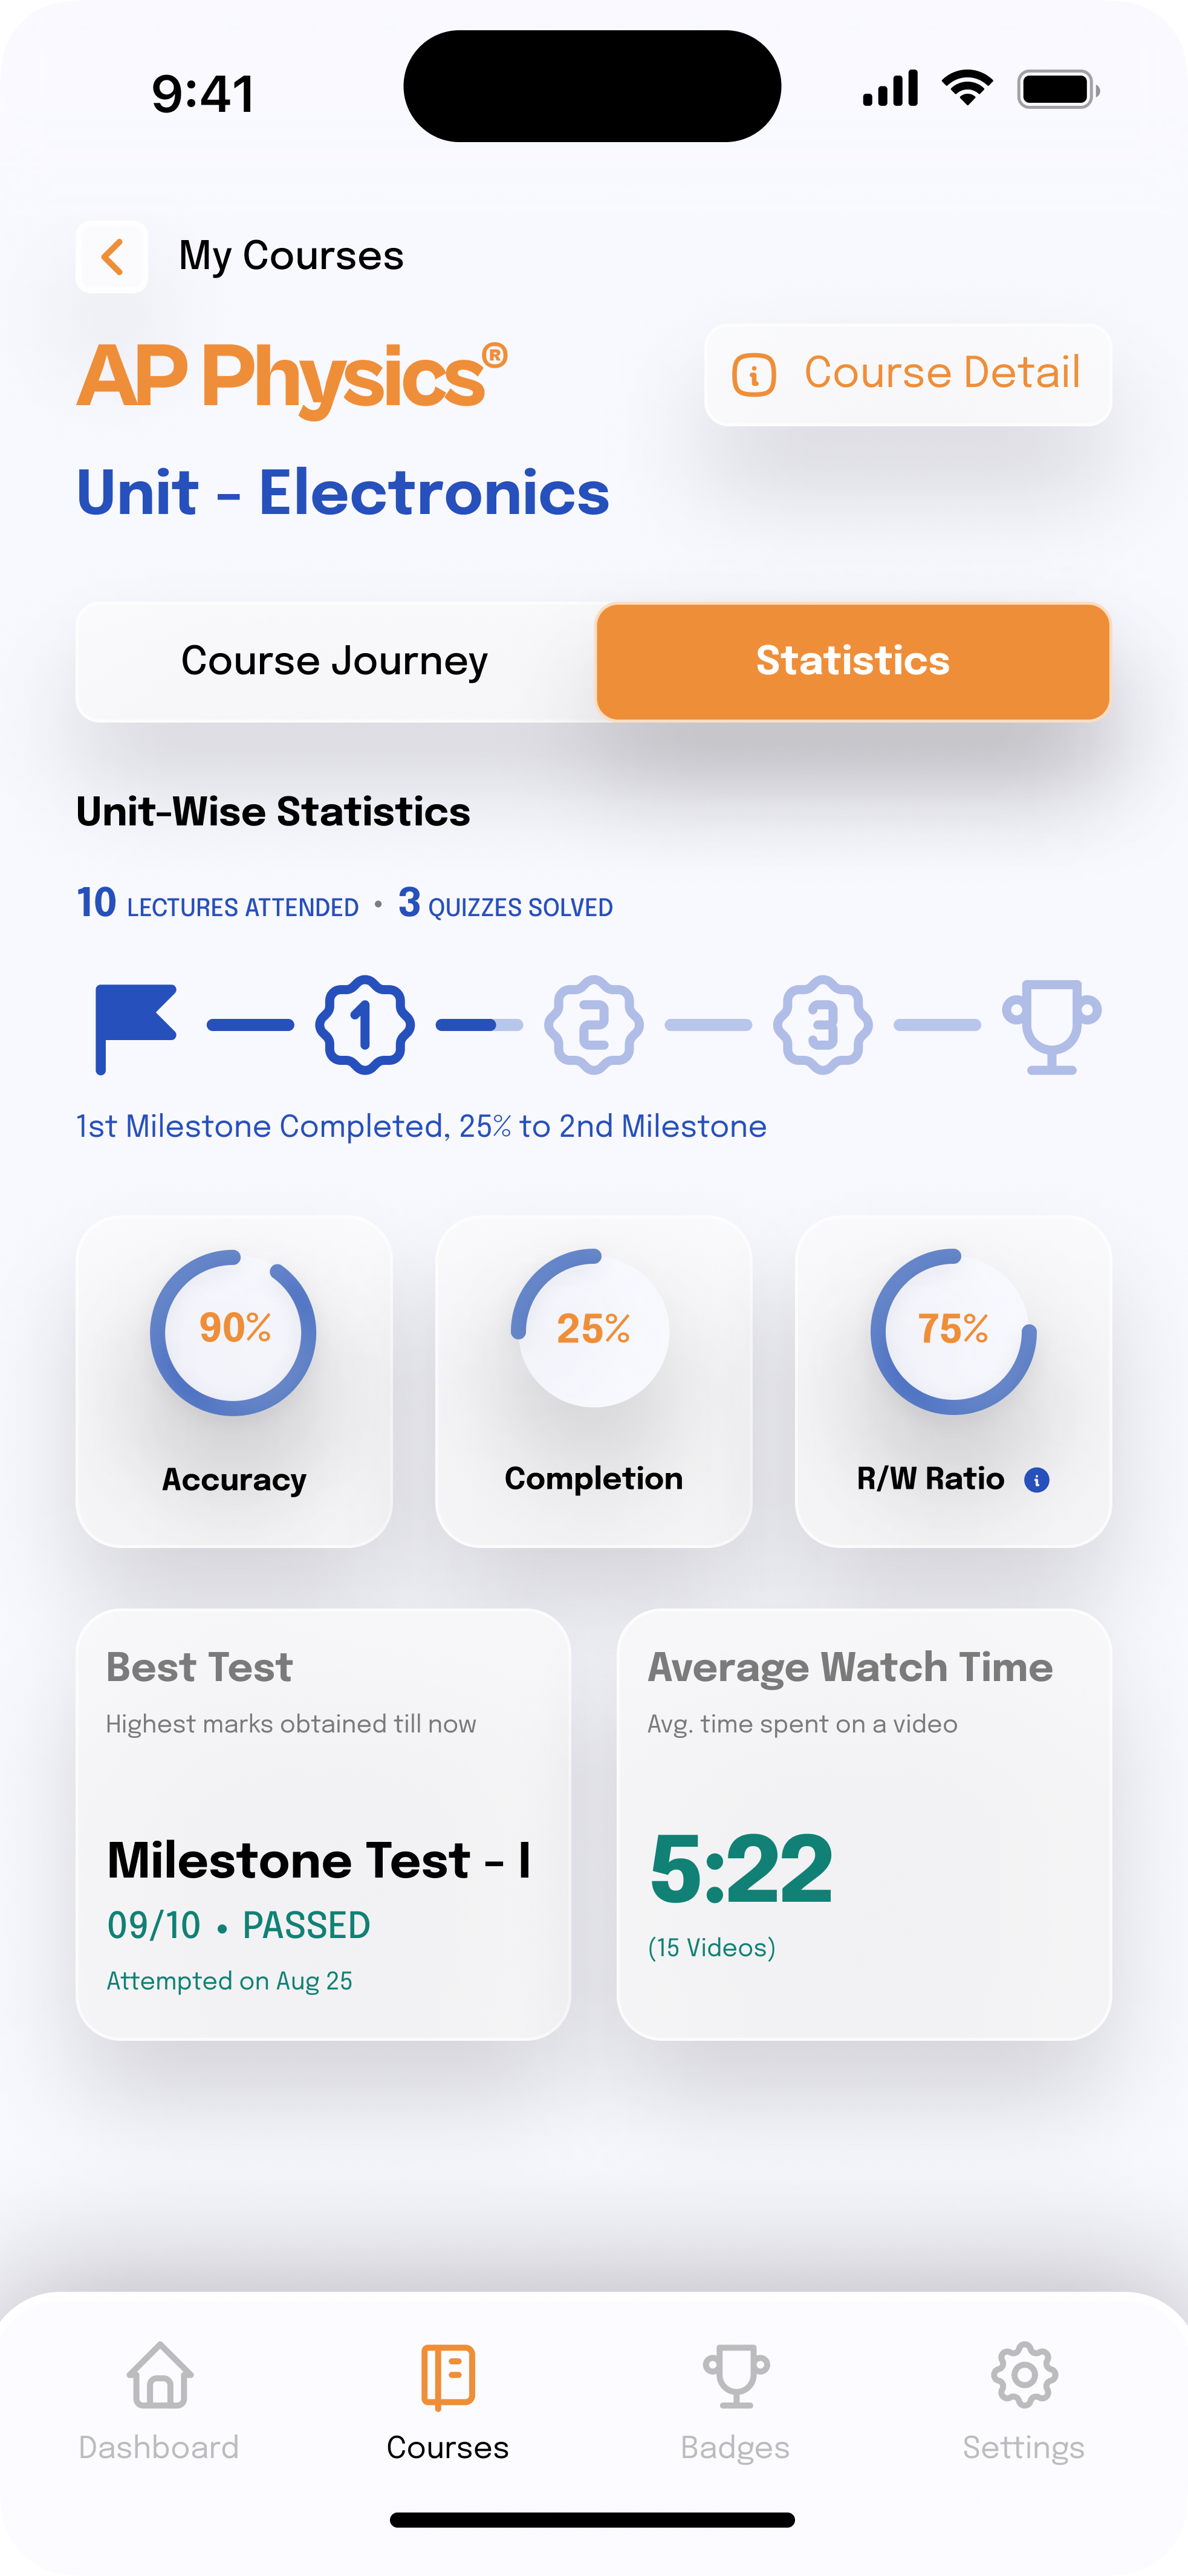 9:41
My Courses
AP Physics®
Course Detail
Unit - Electronics
Course Journey
Statistics
Unit-Wise Statistics
10 LECTURES ATTENDED • 3 QUIZZES SOLVED
1 2 3
1st Milestone Completed, 25% to 2nd Milestone
90% 25% 75%
Accuracy Completion R/W Ratio
Best Test
Highest marks obtained till now
Milestone Test - I
09/10 • PASSED
Attempted on Aug 25
Average Watch Time
Avg. time spent on a video
5:22
(15 Videos)
Dashboard Courses Badges Settings